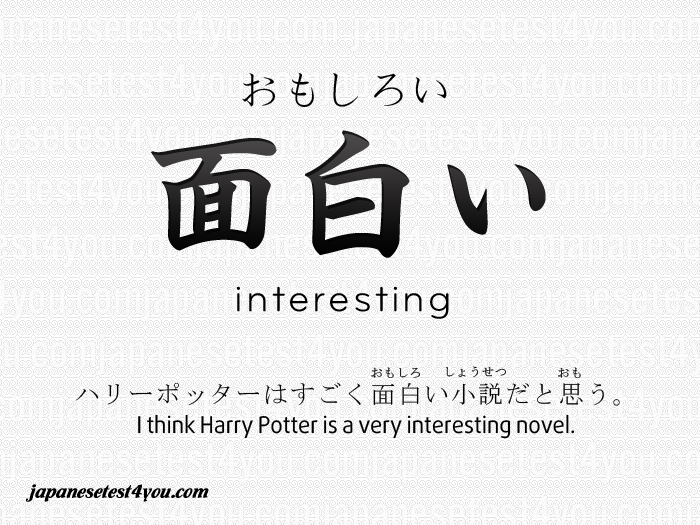 おもしろい
面白い
interesting
おもしろ しょうせつ おも
ハリーポッターはすごく面白い小説だと思う。
I think Harry Potter is a very interesting novel.
japanesetest4you.com